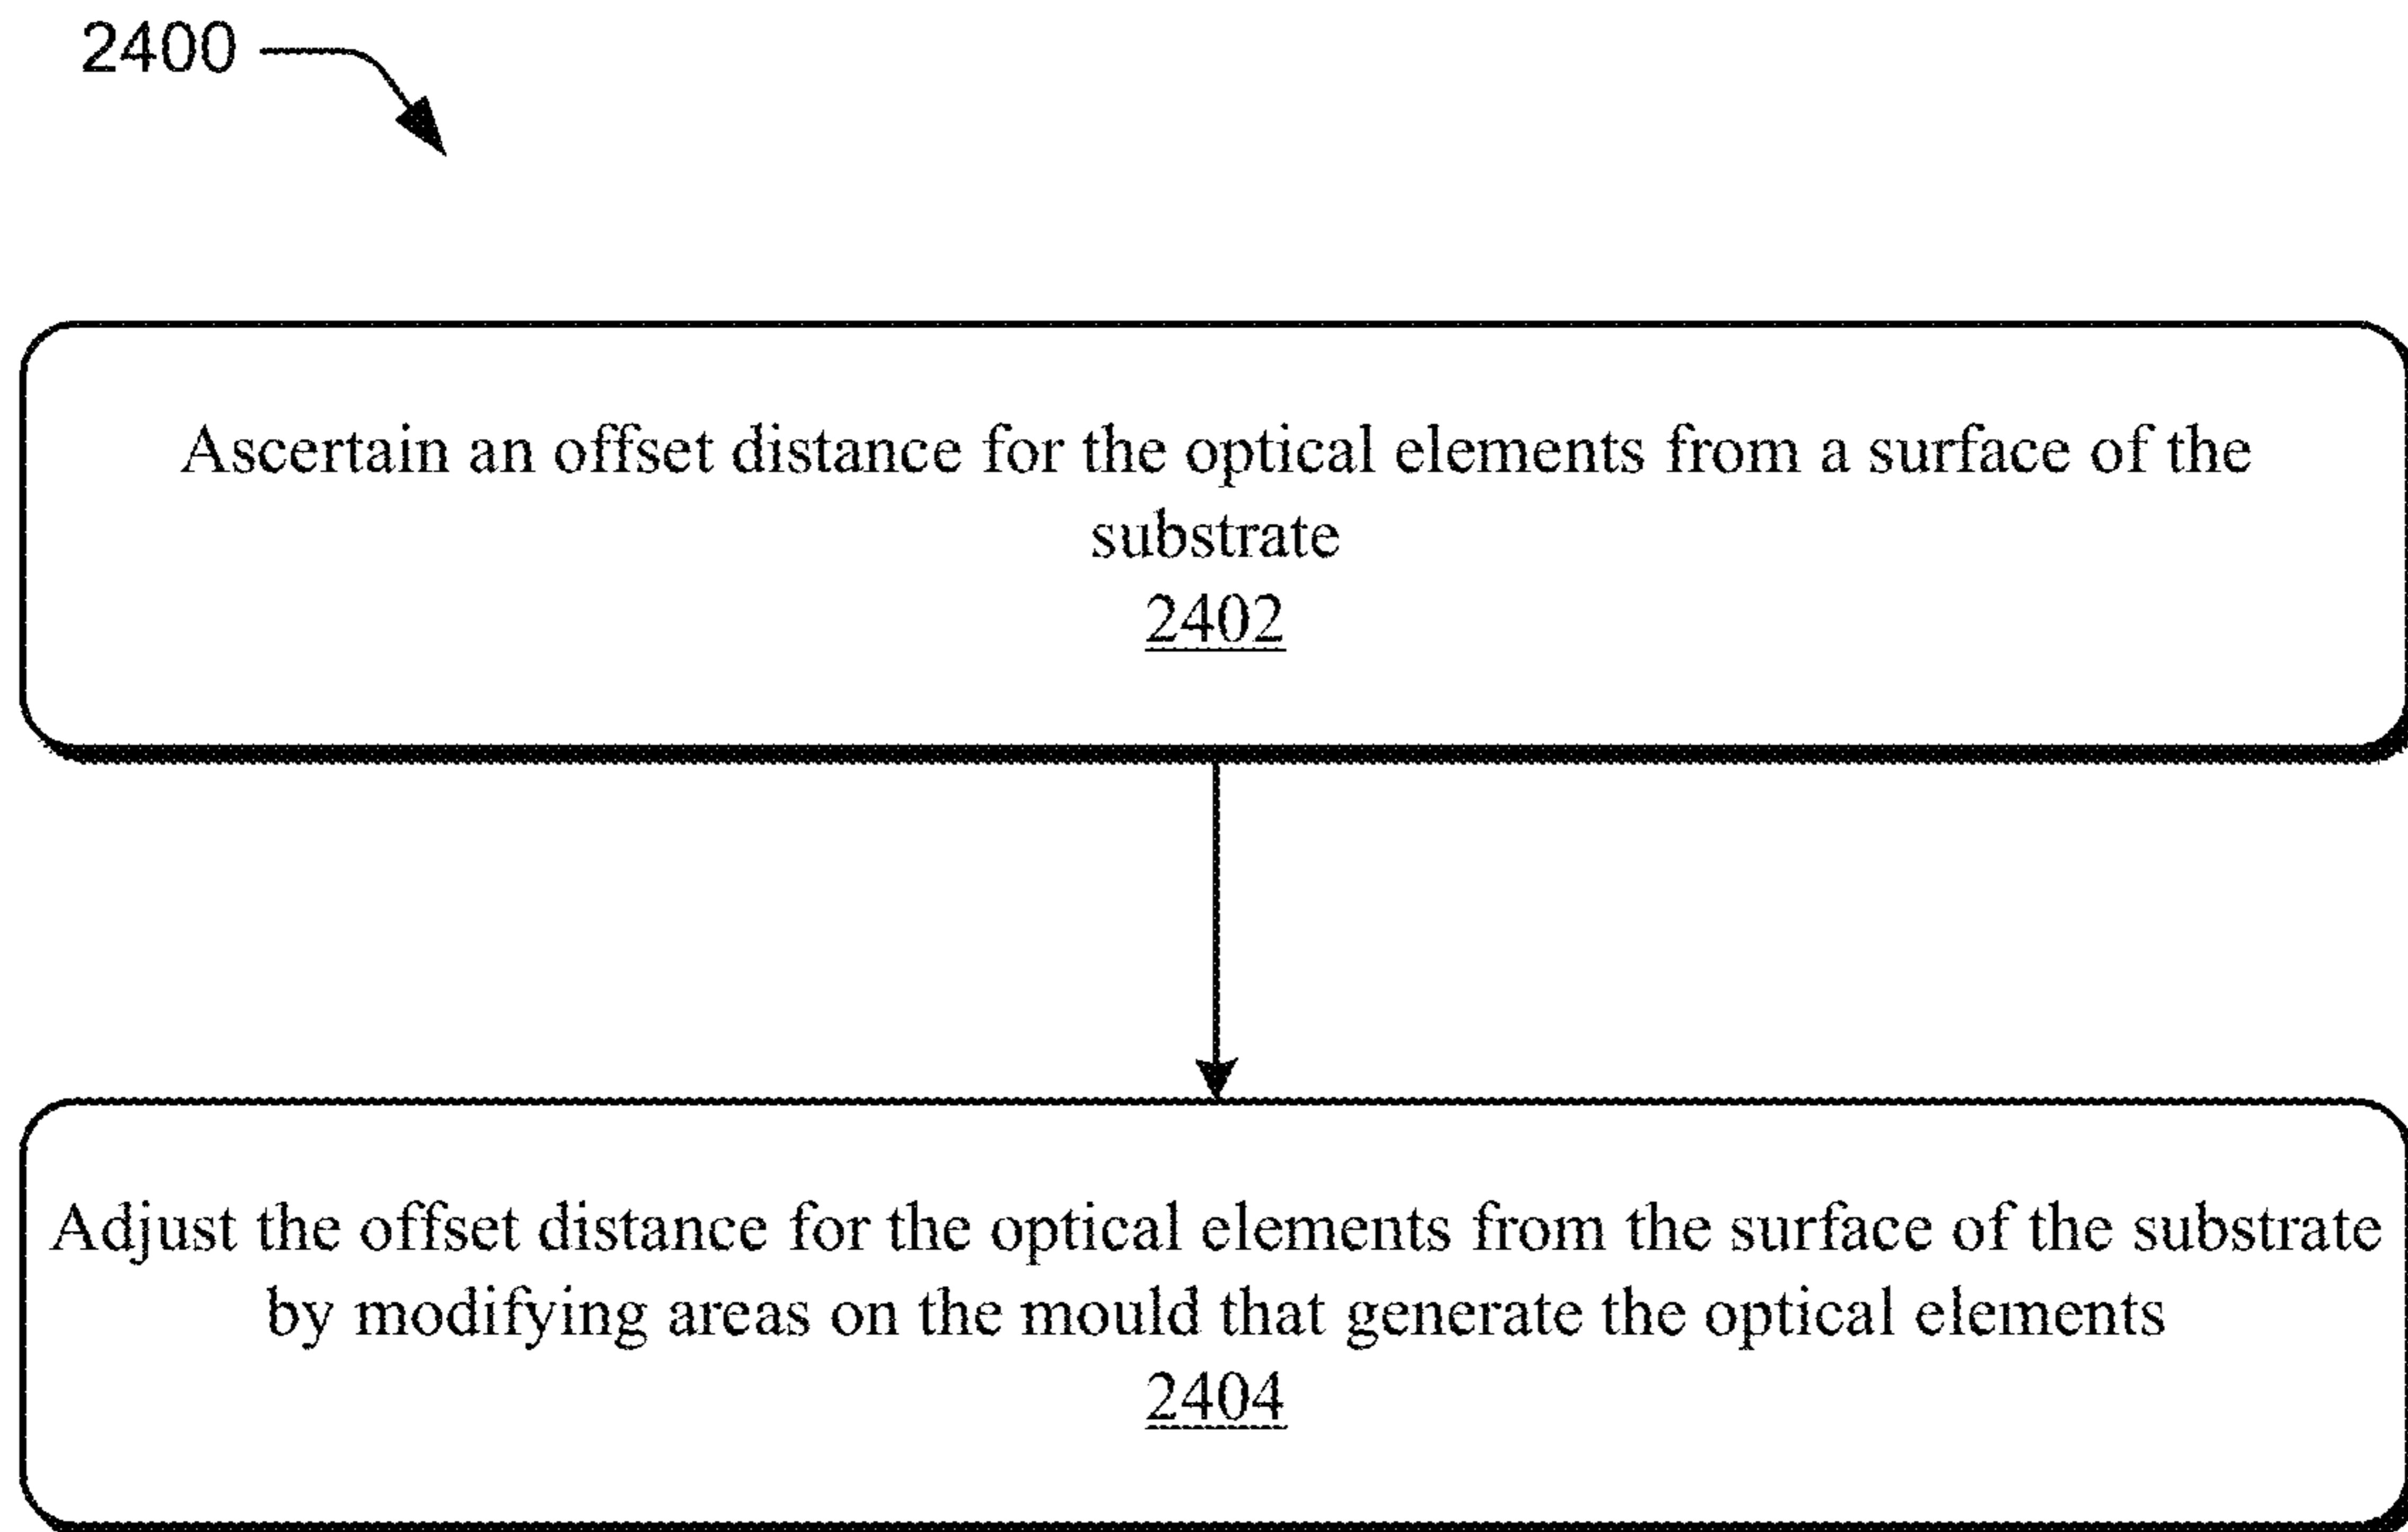 2400
Ascertain an offset distance for the optical elements from a surface of the
substrate
2402
Adjust the offset distance for the optical elements from the surface of the substrate
by modifying areas on the mould that generate the optical elements
2404